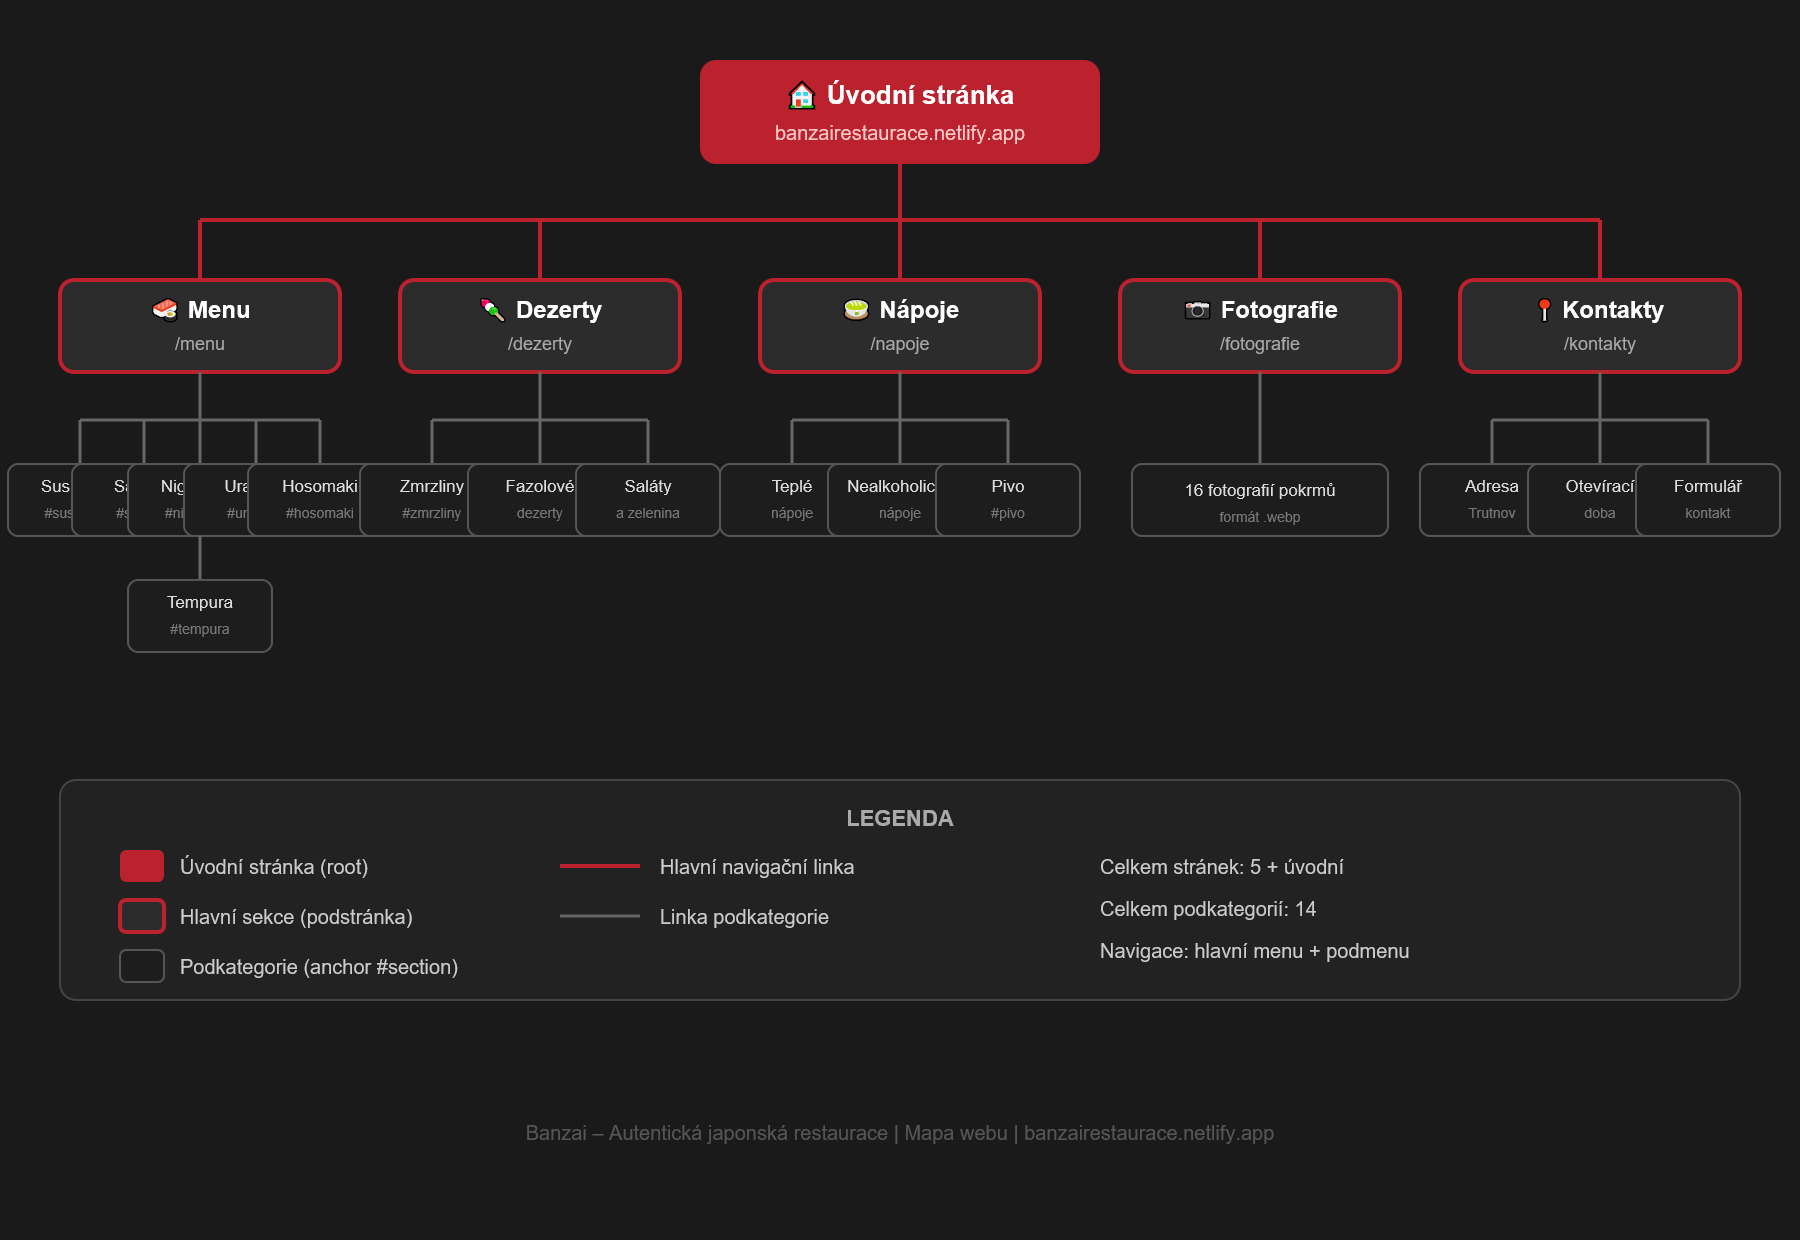 Úvodní stránka
banzairestaurace.netlify.app
Menu
/menu
Dezerty
/dezerty
Nápoje
/napoje
Fotografie
/fotografie
Kontakty
/kontakty
Hosomaki
#hosomaki
Zmrzliny
#zmrzliny
Fazolové
dezerty
Saláty
a zelenina
Teplé
nápoje
Nealkoholic
nápoje
Pivo
#pivo
16 fotografií pokrmů
formát .webp
Adresa
Trutnov
Otevírací
doba
Formulář
kontakt
Tempura
#tempura
LEGENDA
Úvodní stránka (root)
Hlavní sekce (podstránka)
Podkategorie (anchor #section)
Hlavní navigační linka
Linka podkategorie
Celkem stránek: 5 + úvodní
Celkem podkategorií: 14
Navigace: hlavní menu + podmenu
Banzai – Autentická japonská restaurace | Mapa webu | banzairestaurace.netlify.app